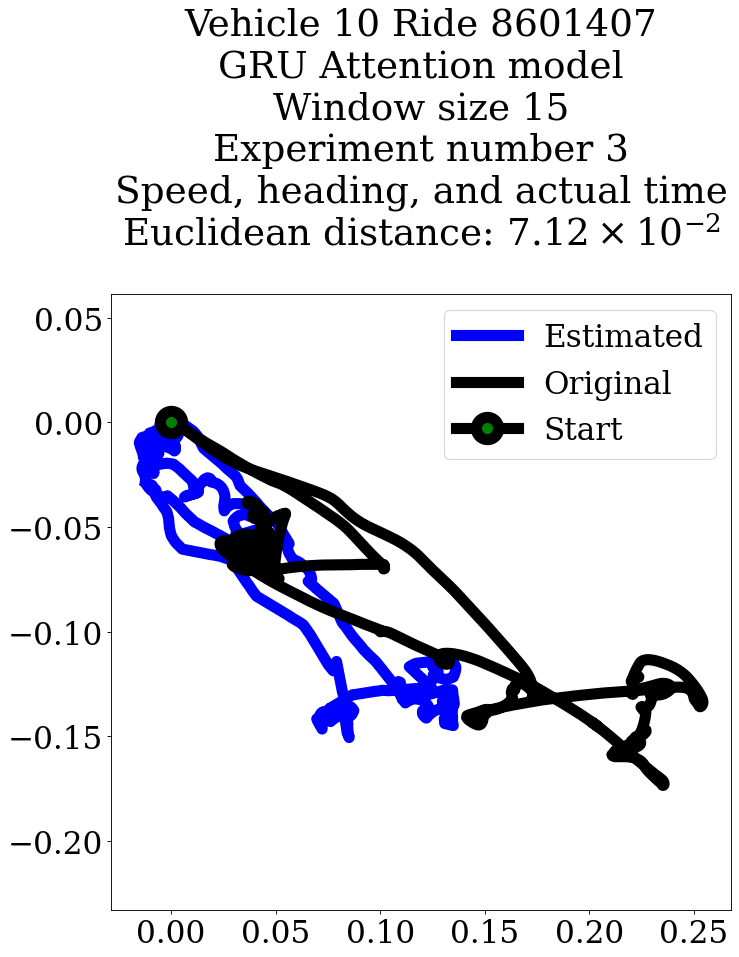 Vehicle 10 Ride 8601407
GRU Attention model
Window size 15
Experiment number 3
Speed, heading, and actual time
Euclidean distance: 7.12 × 10⁻²
Estimated
Original
Start
0.05
0.00
−0.05
−0.10
−0.15
−0.20
0.00 0.05 0.10 0.15 0.20 0.25